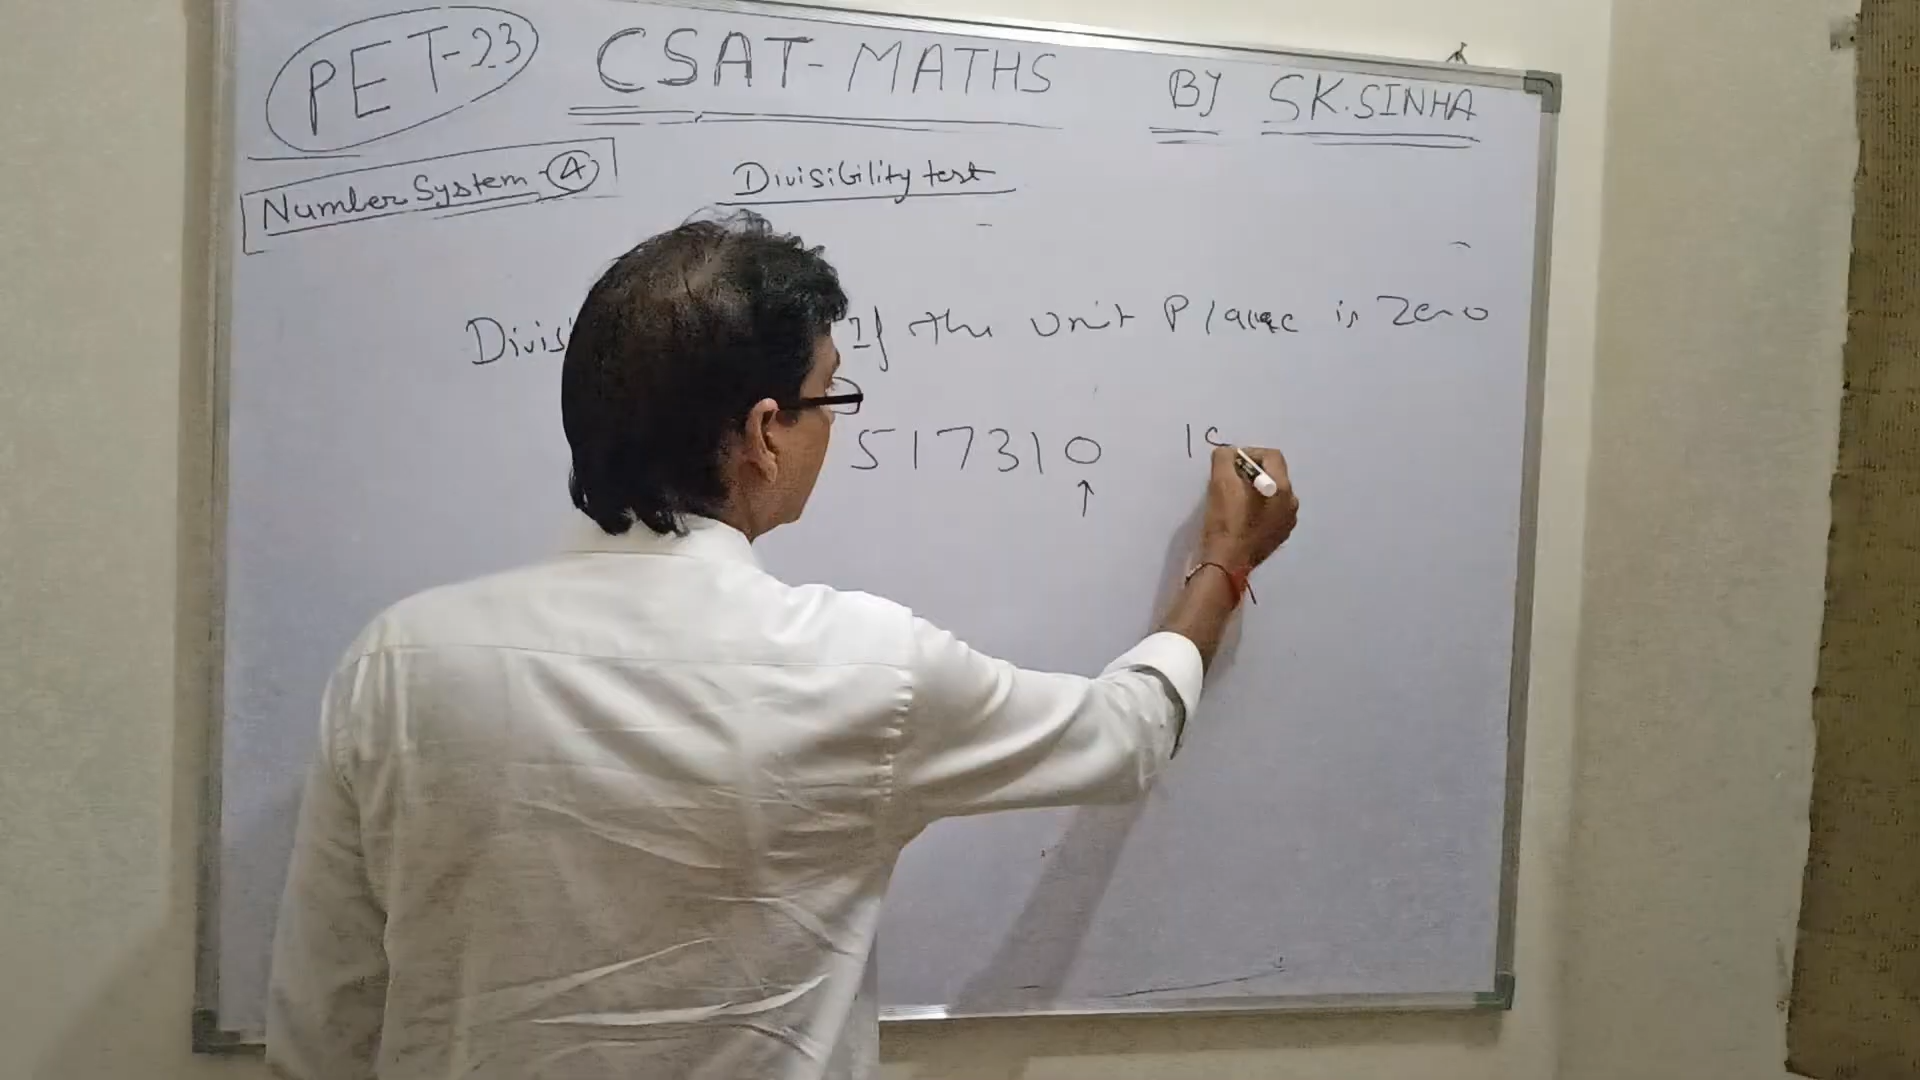 PET-23 CSAT-MATHS BY SK.SINHA
Number System-4 Divisibility test
Divis If the Unit Place is Zero
517310 ↑ 1